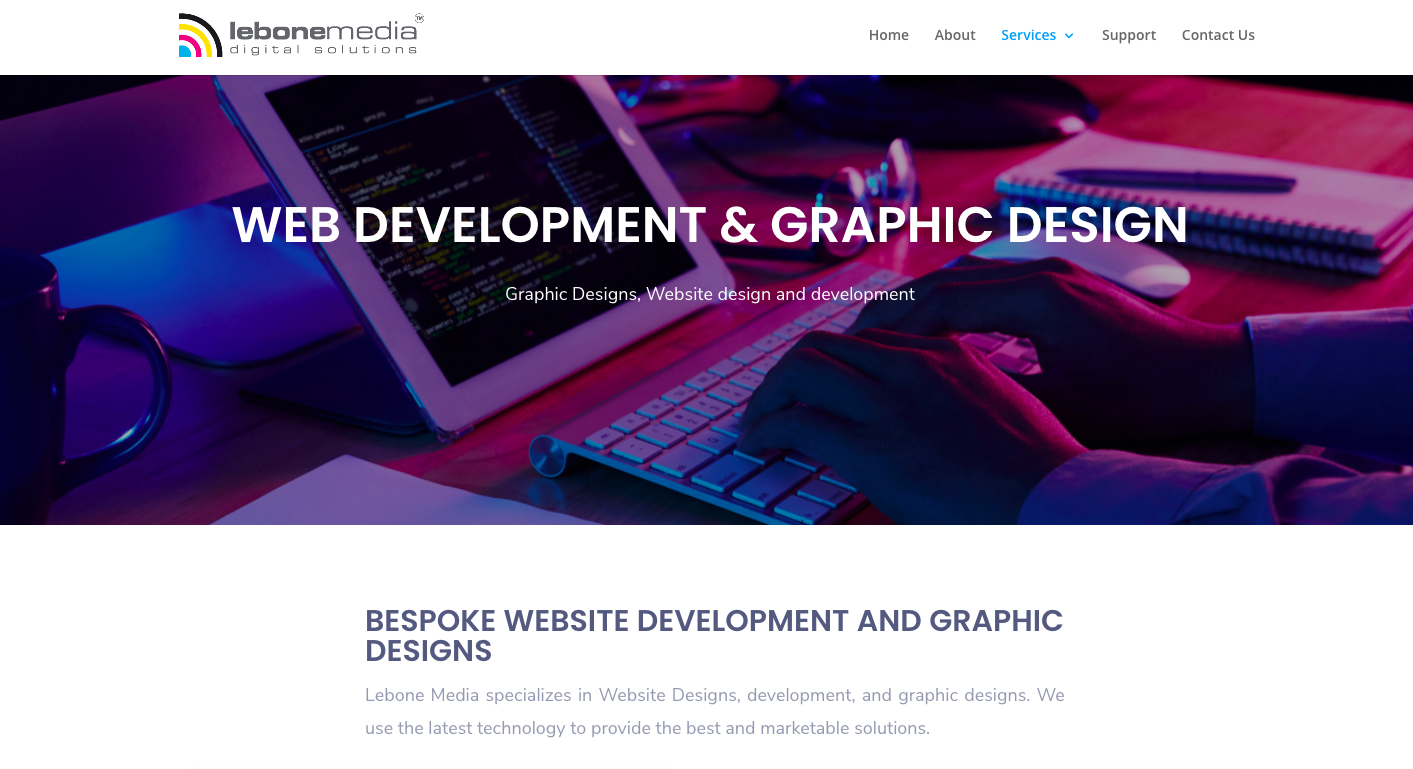 lebonemedia™
digital solutions
Home About Services Support Contact Us
WEB DEVELOPMENT & GRAPHIC DESIGN
Graphic Designs, Website design and development
BESPOKE WEBSITE DEVELOPMENT AND GRAPHIC
DESIGNS
Lebone Media specializes in Website Designs, development, and graphic designs. We
use the latest technology to provide the best and marketable solutions.